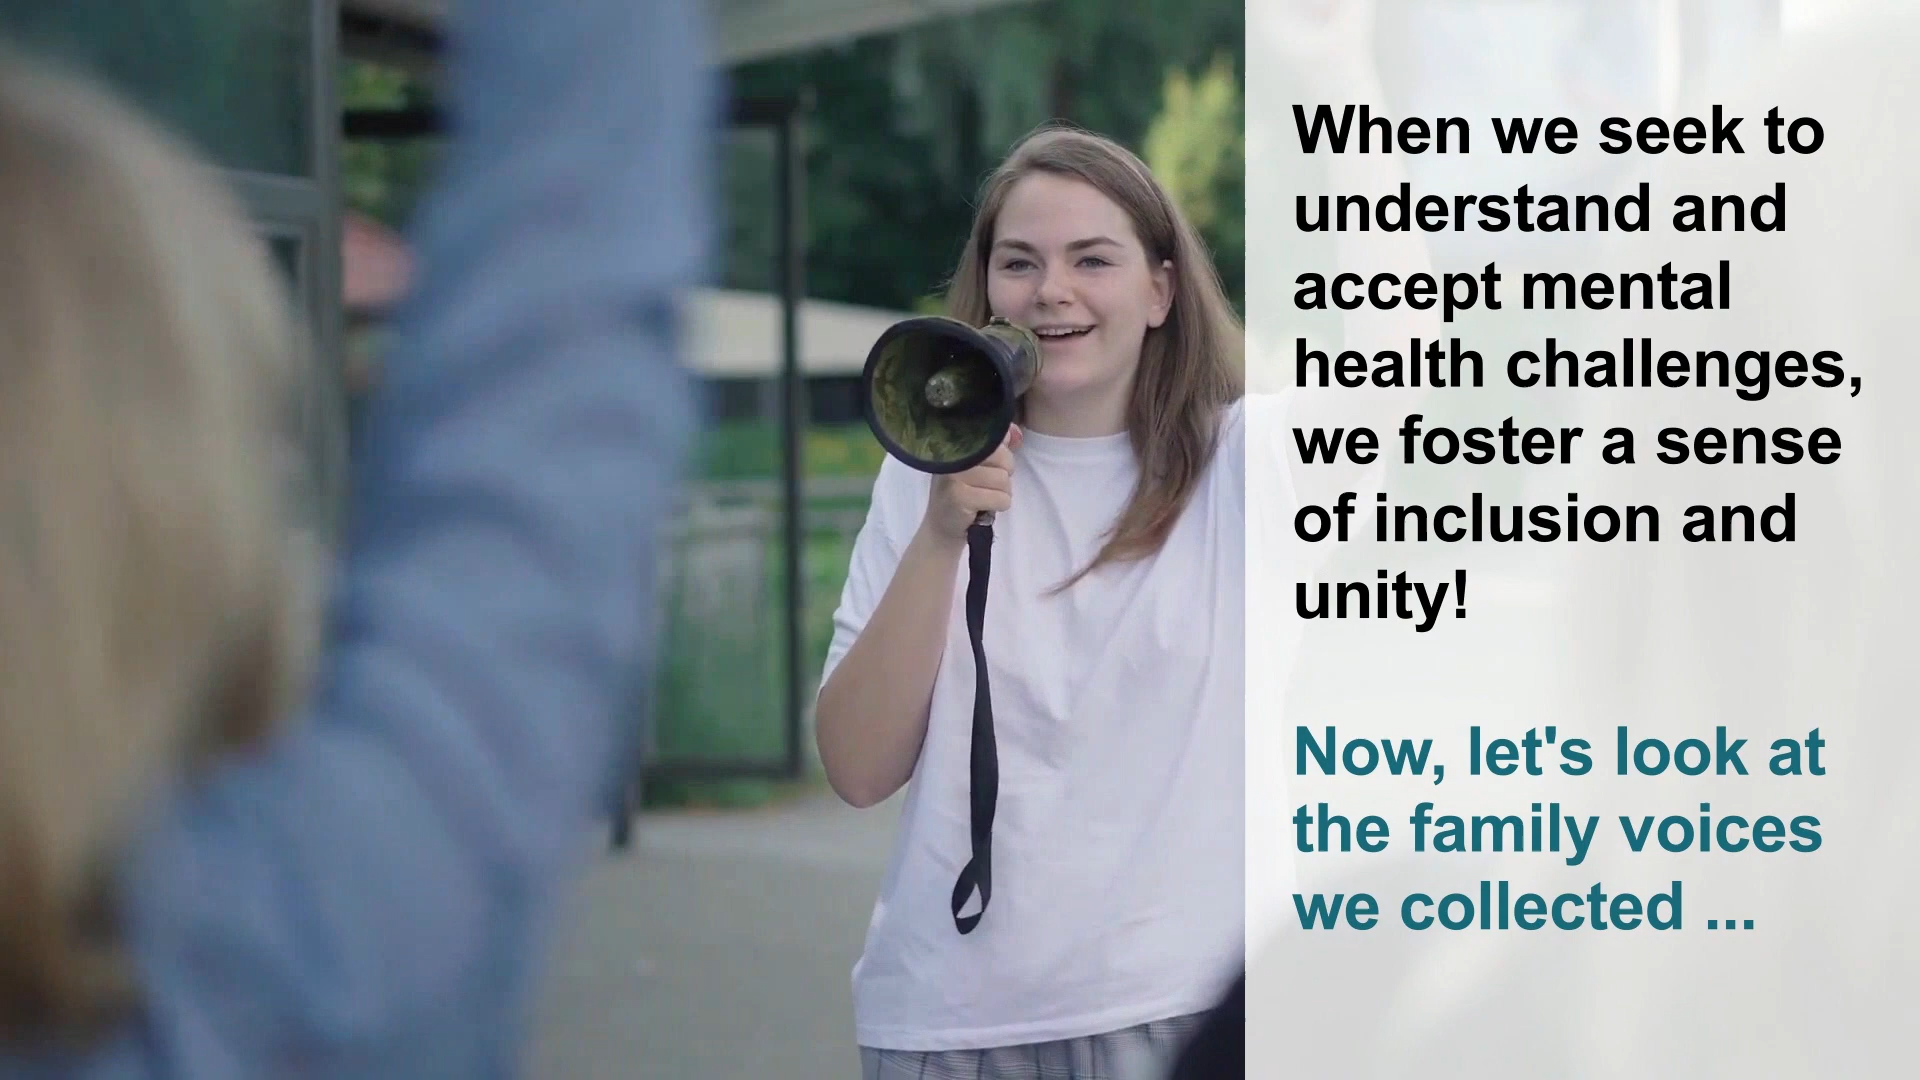 When we seek to
understand and
accept mental
health challenges,
we foster a sense
of inclusion and
unity!
Now, let's look at
the family voices
we collected ...